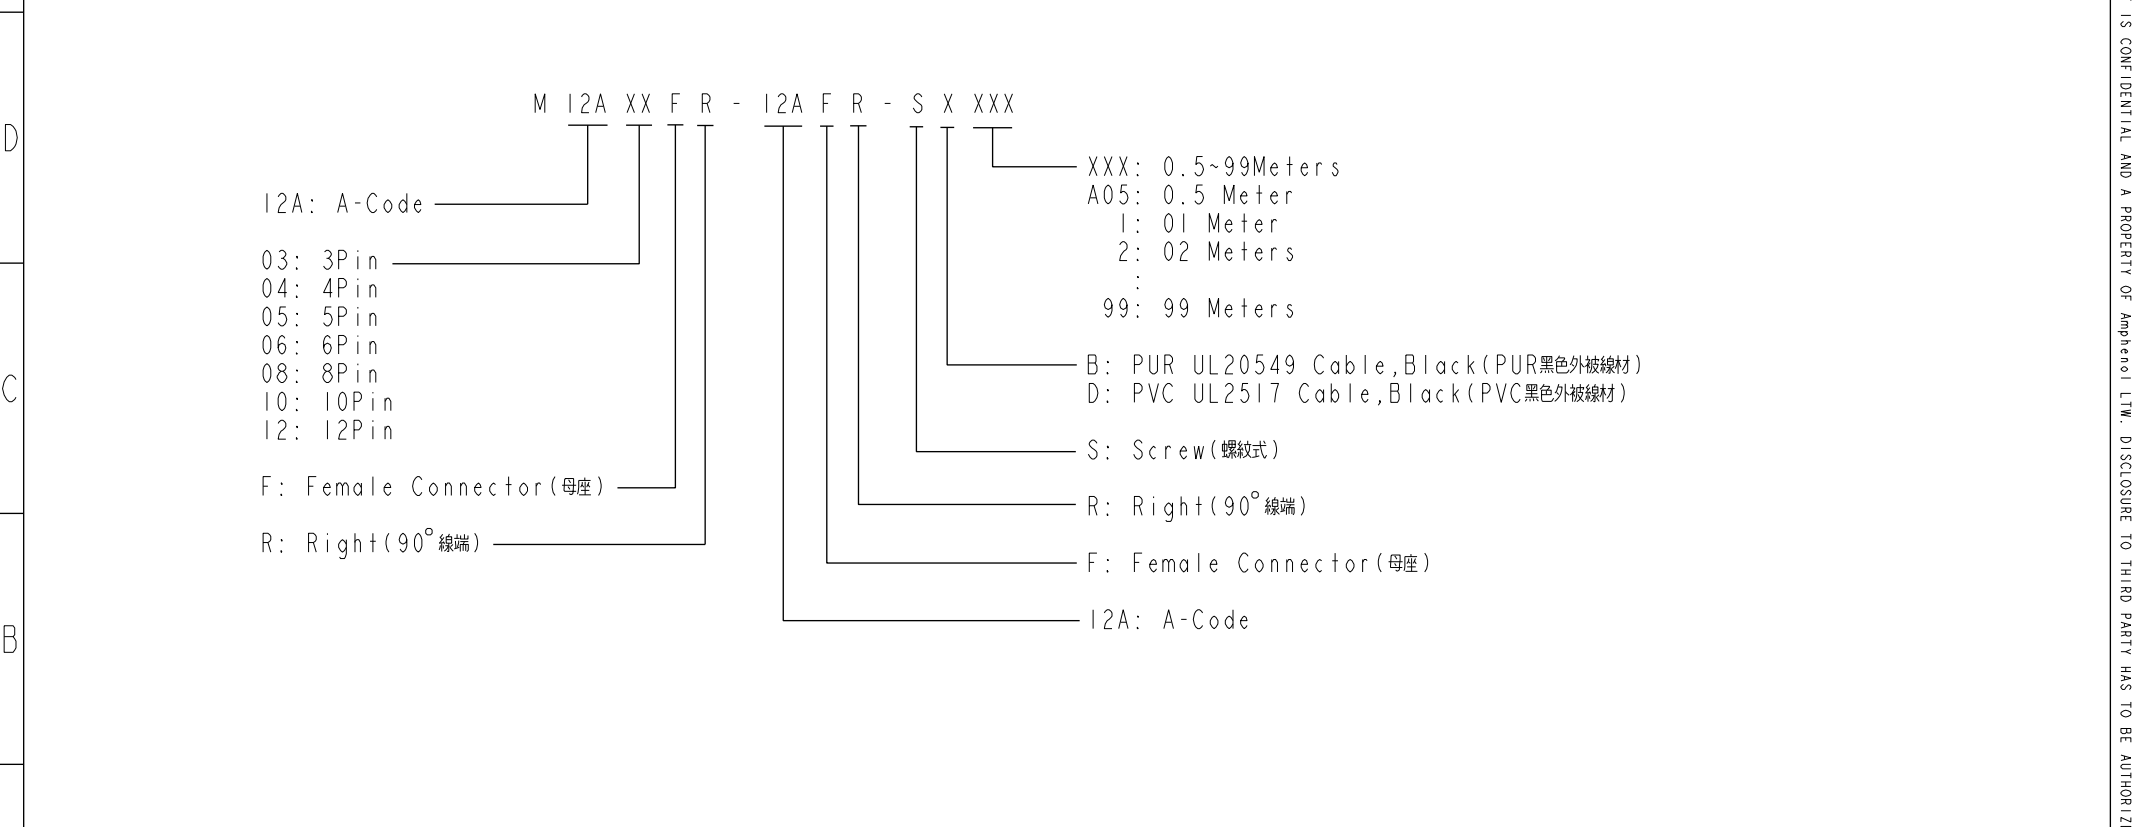 M 12A XX F R - 12A F R - S X XXX
12A: A-Code
03: 3Pin
04: 4Pin
05: 5Pin
06: 6Pin
08: 8Pin
10: 10Pin
12: 12Pin
F: Female Connector(母座)
R: Right(90°線端)
XXX: 0.5~99Meters
A05: 0.5 Meter
1: 01 Meter
2: 02 Meters
:
99: 99 Meters
B: PUR UL20549 Cable,Black(PUR黑色外被線材)
D: PVC UL2517 Cable,Black(PVC黑色外被線材)
S: Screw(螺紋式)
R: Right(90°線端)
F: Female Connector(母座)
12A: A-Code
D
C
B
IS CONFIDENTIAL AND A PROPERTY OF Amphenol LTW. DISCLOSURE TO THIRD PARTY HAS TO BE